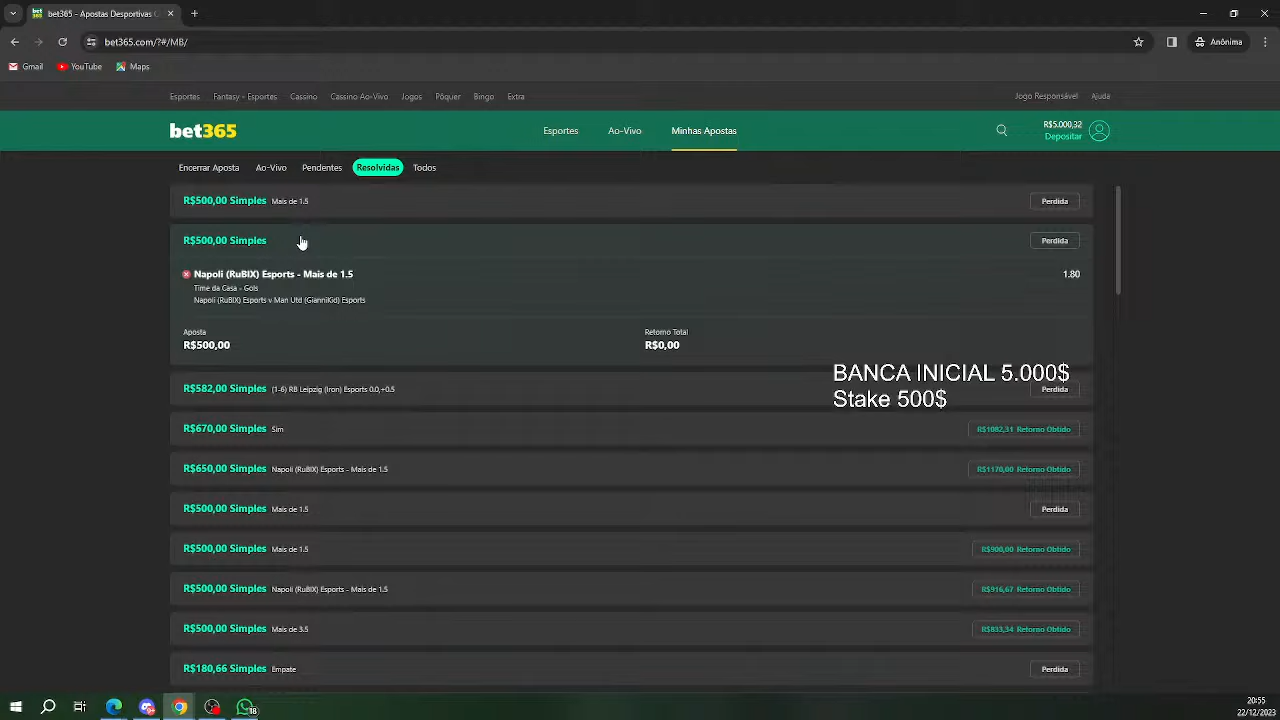 bet365 - Apostas Desportivas
bet365.com/?#/MB/
Anônima
Gmail YouTube Maps
Esportes Fantasy - Esportes Cassino Cassino Ao-Vivo Jogos Pôquer Bingo Extra Jogo Responsável Ajuda
bet365 Esportes Ao-Vivo Minhas Apostas R$5.000,32
Depositar
Encerrar Aposta Ao-Vivo Pendentes Resolvidas Todos
R$500,00 Simples Mais de 1.5 Perdida
R$500,00 Simples Perdida
Napoli (RuBIX) Esports - Mais de 1.5 1.80
Time da Casa - Gols
Napoli (RuBIX) Esports v Man Utd (GianniKid) Esports
Aposta Retorno Total
R$500,00 R$0,00
BANCA INICIAL 5.000$
R$582,00 Simples (1-6) RB Leipzig (Iron) Esports 0.0,+0.5 Perdida
Stake 500$
R$670,00 Simples Sim R$1082,31 Retorno Obtido
R$650,00 Simples Napoli (RuBIX) Esports - Mais de 1.5 R$1170,00 Retorno Obtido
R$500,00 Simples Mais de 1.5 Perdida
R$500,00 Simples Mais de 1.5 R$900,00 Retorno Obtido
R$500,00 Simples Napoli (RuBIX) Esports - Mais de 1.5 R$916,67 Retorno Obtido
R$500,00 Simples Mais de 3.5 R$833,34 Retorno Obtido
R$180,66 Simples Empate Perdida
20:55
22/12/2023